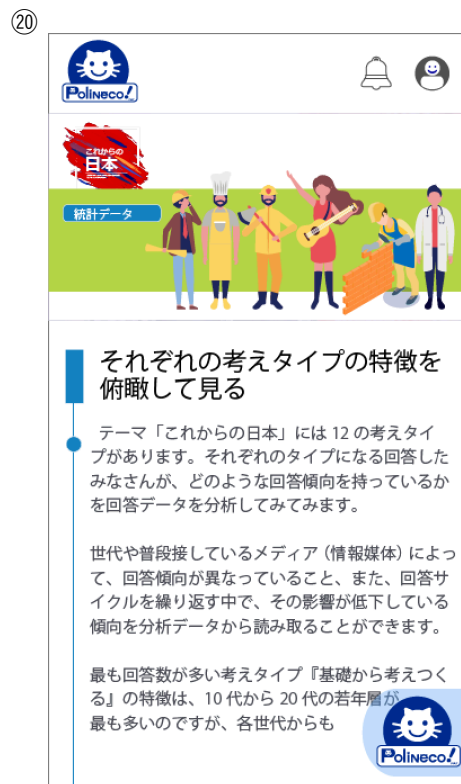 ⑳
Polineco!
これからの
日本
統計データ
それぞれの考えタイプの特徴を
俯瞰して見る
テーマ「これからの日本」には 12 の考えタイ
プがあります。それぞれのタイプになる回答した
みなさんが、どのような回答傾向を持っているか
を回答データを分析してみてみます。
世代や普段接しているメディア（情報媒体）によっ
て、回答傾向が異なっていること、また、回答サ
イクルを繰り返す中で、その影響が低下している
傾向を分析データから読み取ることができます。
最も回答数が多い考えタイプ『基礎から考えつく
る』の特徴は、10 代から 20 代の若年層が
最も多いのですが、各世代からも
Polineco!